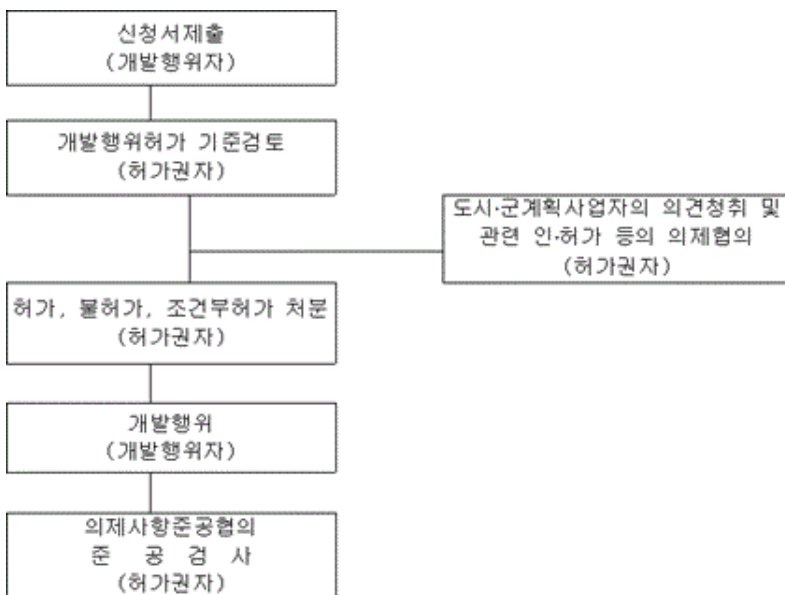 신청서제출
(개발행위자)
개발행위허가 기준검토
(허가권자)
도시·군계획사업자의 의견청취 및
관련 인·허가 등의 의제협의
(허가권자)
허가, 불허가, 조건부허가 처분
(허가권자)
개발행위
(개발행위자)
의제사항준공협의
준 공 검 사
(허가권자)